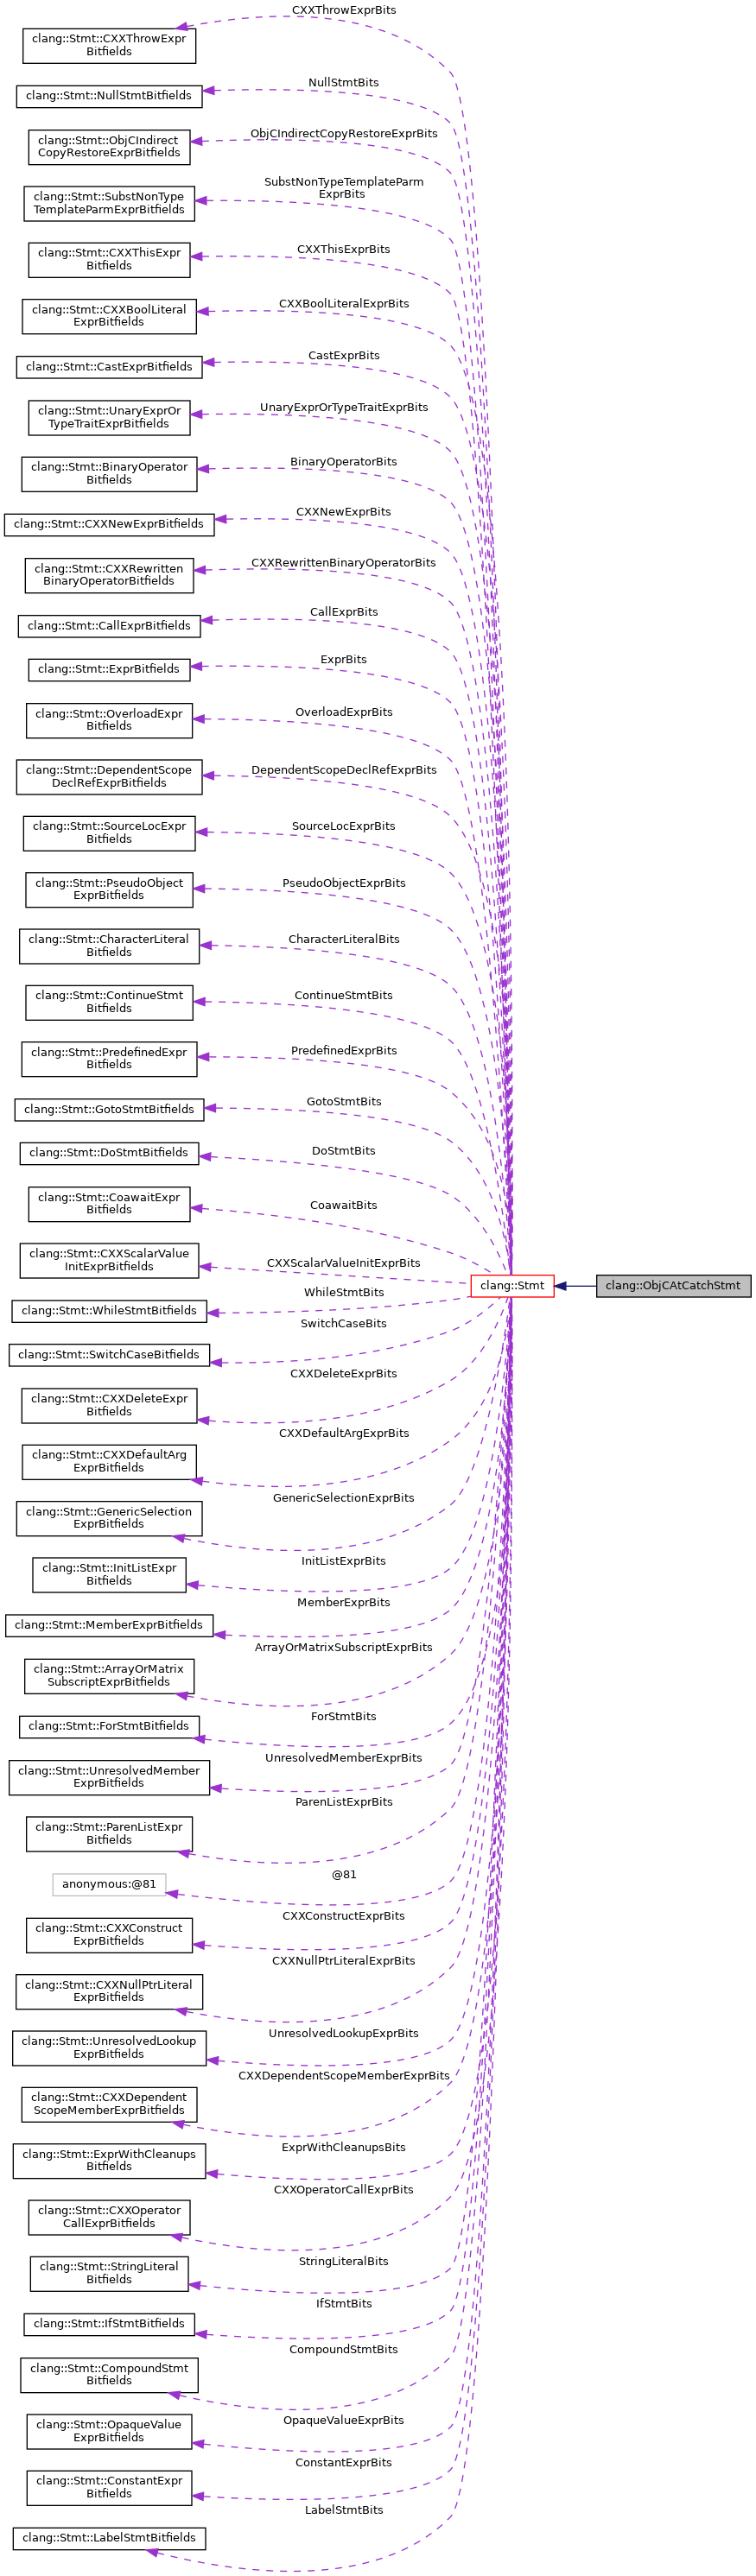 CXXThrowExprBits
clang::Stmt::CXXThrowExpr
Bitfields
NullStmtBits
clang::Stmt::NullStmtBitfields
ObjCIndirectCopyRestoreExprBits
clang::Stmt::ObjCIndirect
CopyRestoreExprBitfields
SubstNonTypeTemplateParm
ExprBits
clang::Stmt::SubstNonType
TemplateParmExprBitfields
CXXThisExprBits
clang::Stmt::CXXThisExpr
Bitfields
CXXBoolLiteralExprBits
clang::Stmt::CXXBoolLiteral
ExprBitfields
CastExprBits
clang::Stmt::CastExprBitfields
UnaryExprOrTypeTraitExprBits
clang::Stmt::UnaryExprOr
TypeTraitExprBitfields
BinaryOperatorBits
clang::Stmt::BinaryOperator
Bitfields
CXXNewExprBits
clang::Stmt::CXXNewExprBitfields
CXXRewrittenBinaryOperatorBits
clang::Stmt::CXXRewritten
BinaryOperatorBitfields
CallExprBits
clang::Stmt::CallExprBitfields
ExprBits
clang::Stmt::ExprBitfields
OverloadExprBits
clang::Stmt::OverloadExpr
Bitfields
DependentScopeDeclRefExprBits
clang::Stmt::DependentScope
DeclRefExprBitfields
SourceLocExprBits
clang::Stmt::SourceLocExpr
Bitfields
PseudoObjectExprBits
clang::Stmt::PseudoObject
ExprBitfields
CharacterLiteralBits
clang::Stmt::CharacterLiteral
Bitfields
ContinueStmtBits
clang::Stmt::ContinueStmt
Bitfields
PredefinedExprBits
clang::Stmt::PredefinedExpr
Bitfields
GotoStmtBits
clang::Stmt::GotoStmtBitfields
DoStmtBits
clang::Stmt::DoStmtBitfields
CoawaitBits
clang::Stmt::CoawaitExpr
Bitfields
CXXScalarValueInitExprBits
clang::Stmt::CXXScalarValue
InitExprBitfields
clang::Stmt
clang::ObjCAtCatchStmt
WhileStmtBits
clang::Stmt::WhileStmtBitfields
SwitchCaseBits
clang::Stmt::SwitchCaseBitfields
CXXDeleteExprBits
clang::Stmt::CXXDeleteExpr
Bitfields
CXXDefaultArgExprBits
clang::Stmt::CXXDefaultArg
ExprBitfields
GenericSelectionExprBits
clang::Stmt::GenericSelection
ExprBitfields
InitListExprBits
clang::Stmt::InitListExpr
Bitfields
MemberExprBits
clang::Stmt::MemberExprBitfields
ArrayOrMatrixSubscriptExprBits
clang::Stmt::ArrayOrMatrix
SubscriptExprBitfields
ForStmtBits
clang::Stmt::ForStmtBitfields
UnresolvedMemberExprBits
clang::Stmt::UnresolvedMember
ExprBitfields
ParenListExprBits
clang::Stmt::ParenListExpr
Bitfields
@81
anonymous:@81
CXXConstructExprBits
clang::Stmt::CXXConstruct
ExprBitfields
CXXNullPtrLiteralExprBits
clang::Stmt::CXXNullPtrLiteral
ExprBitfields
UnresolvedLookupExprBits
clang::Stmt::UnresolvedLookup
ExprBitfields
CXXDependentScopeMemberExprBits
clang::Stmt::CXXDependent
ScopeMemberExprBitfields
ExprWithCleanupsBits
clang::Stmt::ExprWithCleanups
Bitfields
CXXOperatorCallExprBits
clang::Stmt::CXXOperator
CallExprBitfields
StringLiteralBits
clang::Stmt::StringLiteral
Bitfields
IfStmtBits
clang::Stmt::IfStmtBitfields
CompoundStmtBits
clang::Stmt::CompoundStmt
Bitfields
OpaqueValueExprBits
clang::Stmt::OpaqueValue
ExprBitfields
ConstantExprBits
clang::Stmt::ConstantExpr
Bitfields
LabelStmtBits
clang::Stmt::LabelStmtBitfields